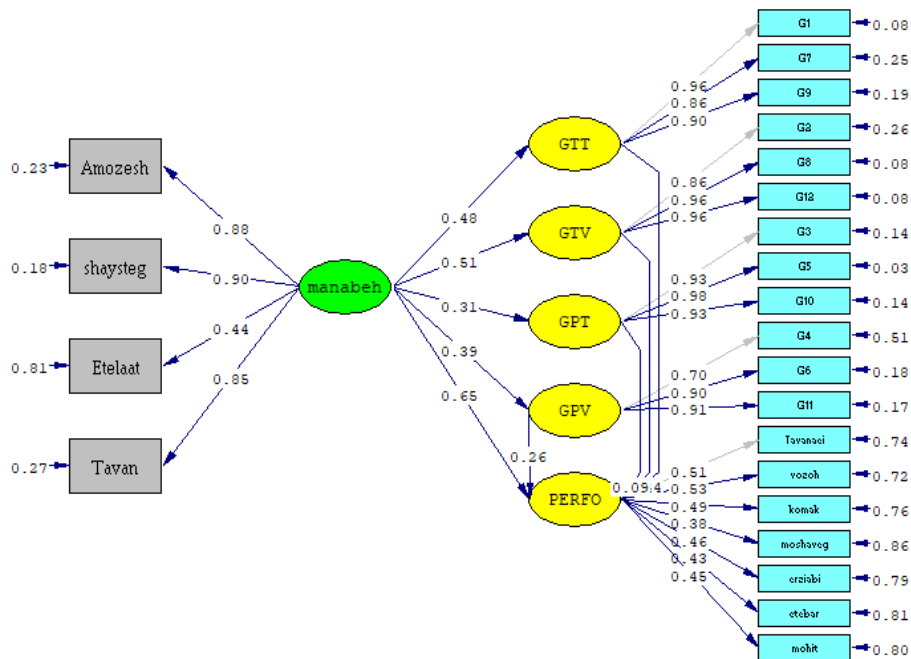 G1
0.08
G7
0.25
0.96
0.86
G9
0.19
0.90
G2
0.26
GTT
Amozesh
0.23
G8
0.08
0.86
0.96
G12
0.08
0.96
0.48
0.88
GTV
G3
0.14
0.51
shaysteg
0.18
G5
0.03
0.93
0.90
manabeh
0.98
G10
0.14
0.31
0.93
GPT
G4
0.51
0.44
0.39
Etelaat
0.81
G6
0.18
0.70
0.85
0.65
0.90
G11
0.17
0.91
GPV
Tavanaei
0.74
0.26
Tavan
0.27
0.51
vozoh
0.72
0.09
4
0.53
PERFO
0.49
komak
0.76
0.38
moshaveg
0.86
0.46
0.43
erziabi
0.79
0.45
etebar
0.81
mohit
0.80